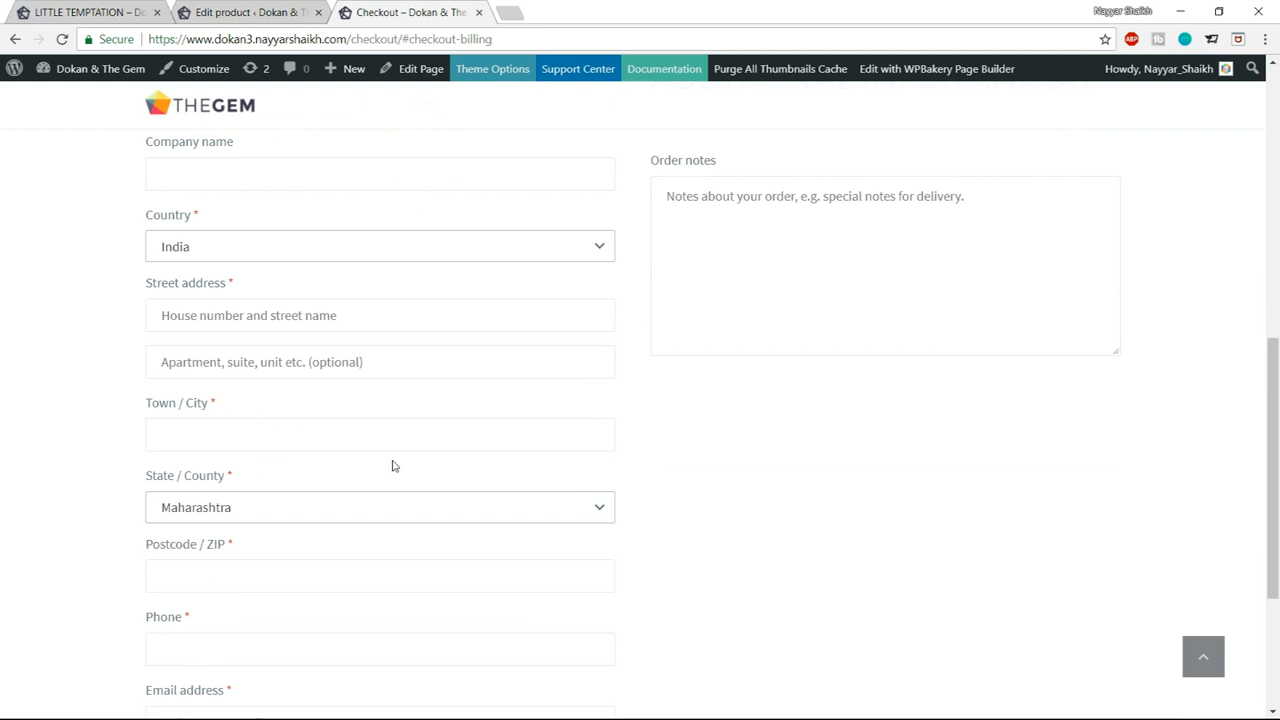 LITTLE TEMPTATION – Do
Edit product ‹ Dokan & T
Checkout – Dokan & The
Nayyar Shaikh
Secure
https://www.dokan3.nayyarshaikh.com/checkout/#checkout-billing
Dokan & The Gem
Customize
2
0
New
Edit Page
Theme Options
Support Center
Documentation
Purge All Thumbnails Cache
Edit with WPBakery Page Builder
Howdy, Nayyar_Shaikh
THEGEM
Company name
Order notes
Notes about your order, e.g. special notes for delivery.
Country *
India
Street address *
House number and street name
Apartment, suite, unit etc. (optional)
Town / City *
State / County *
Maharashtra
Postcode / ZIP *
Phone *
Email address *